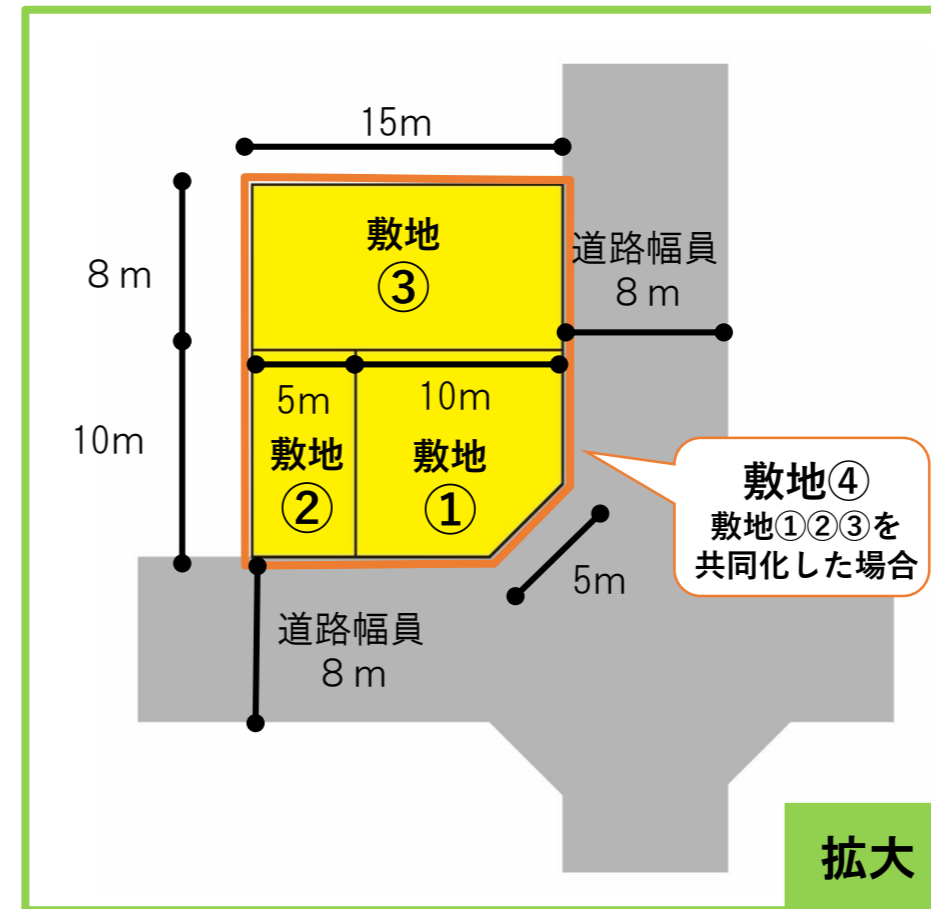 15m
敷地
③
道路幅員
８ｍ
８ｍ
10m
5m
10m
敷地
②
敷地
①
敷地④
敷地①②③を
共同化した場合
5m
道路幅員
８ｍ
拡大